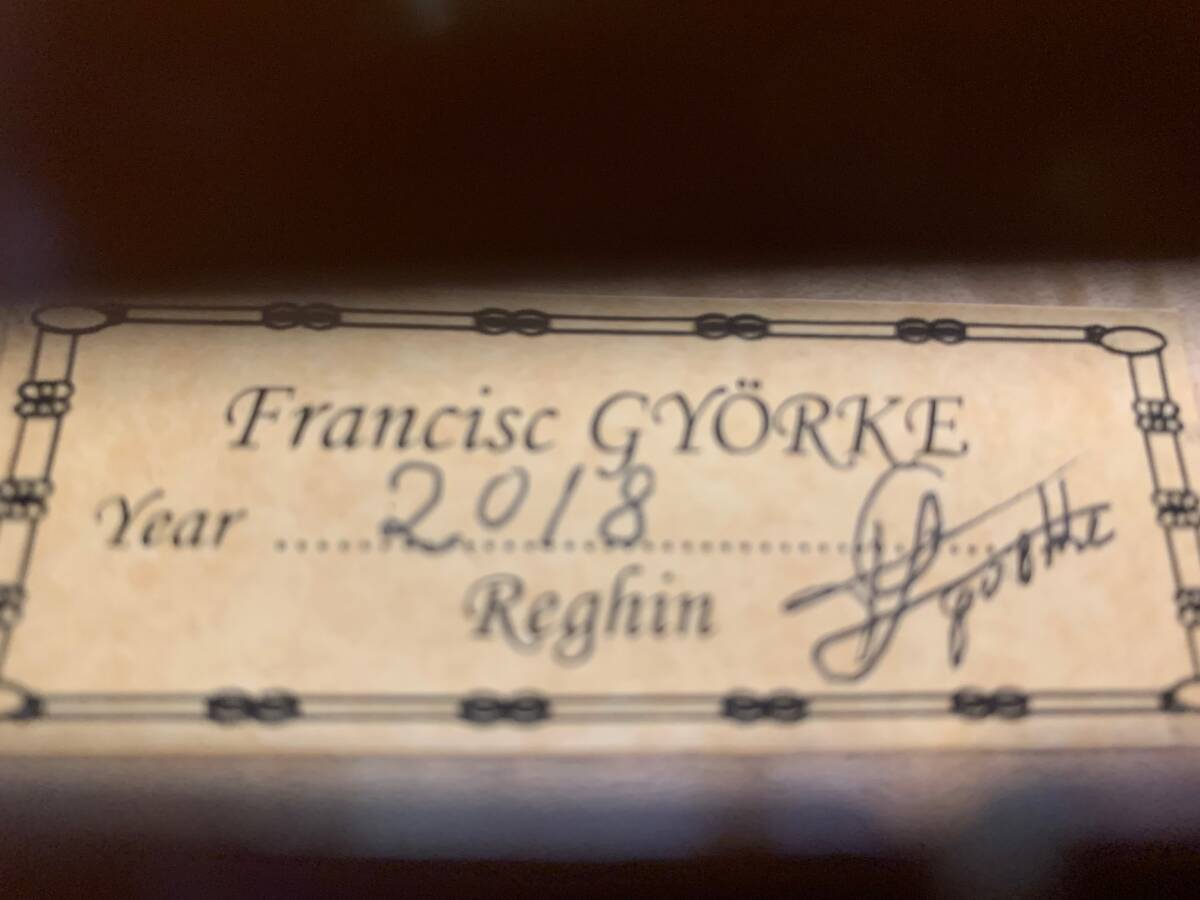 Francisc GYÖRKE
Year 2018
Reghin